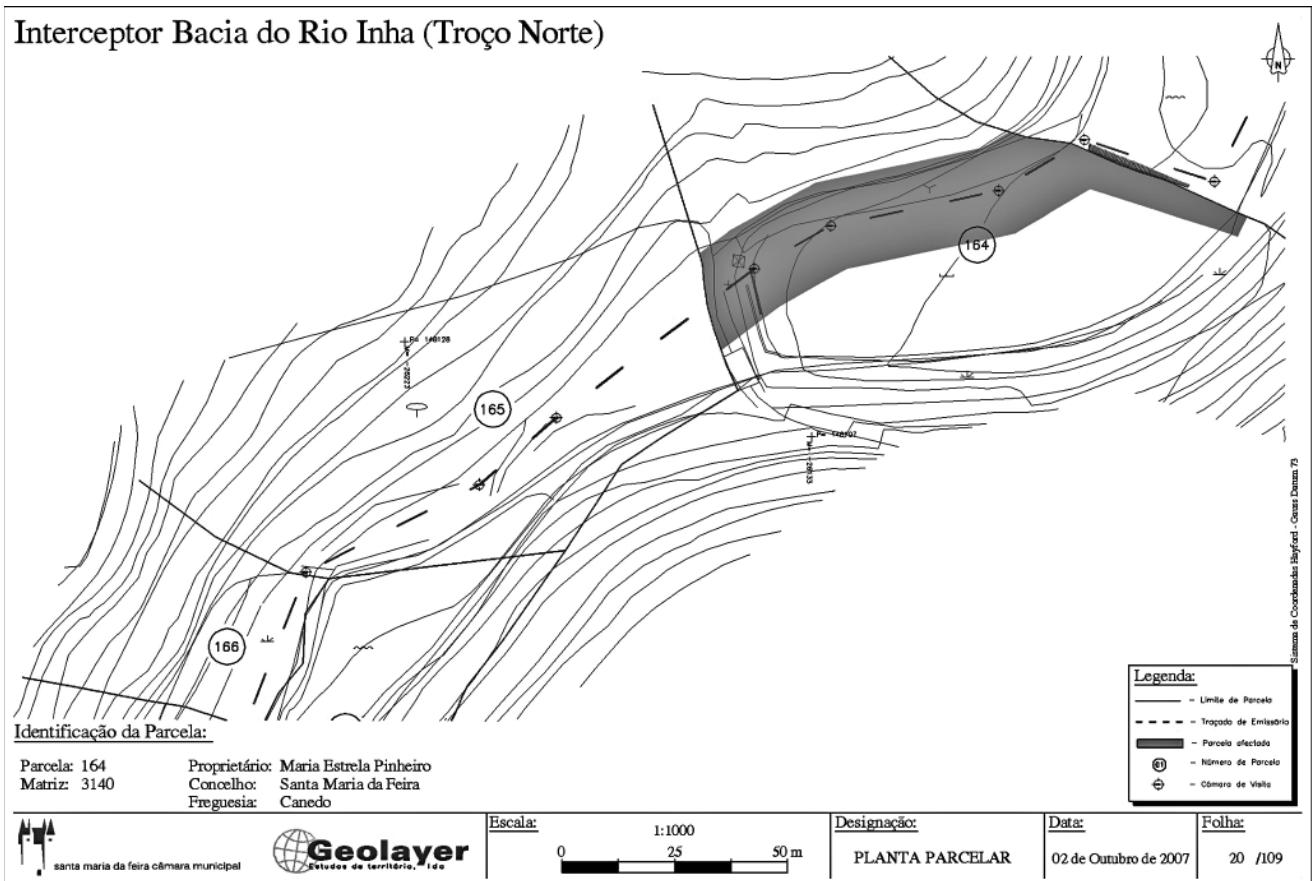 Interceptor Bacia do Rio Inha (Troço Norte)
N
164
165
166
Sistema de Coordenadas Hayford - Gauss Datum 73
Legenda:
- Limite de Parcela
- Traçado de Emissário
- Parcela afectada
01 - Número de Parcela
- Câmara de Visita
Identificação da Parcela:
Parcela: 164 Proprietário: Maria Estrela Pinheiro
Matriz: 3140 Concelho: Santa Maria da Feira
Freguesia: Canedo
santa maria da feira câmara municipal
Geolayer
Estudos de território, lda
Escala:
1:1000
0 25 50 m
Designação:
PLANTA PARCELAR
Data:
02 de Outubro de 2007
Folha:
20 /109